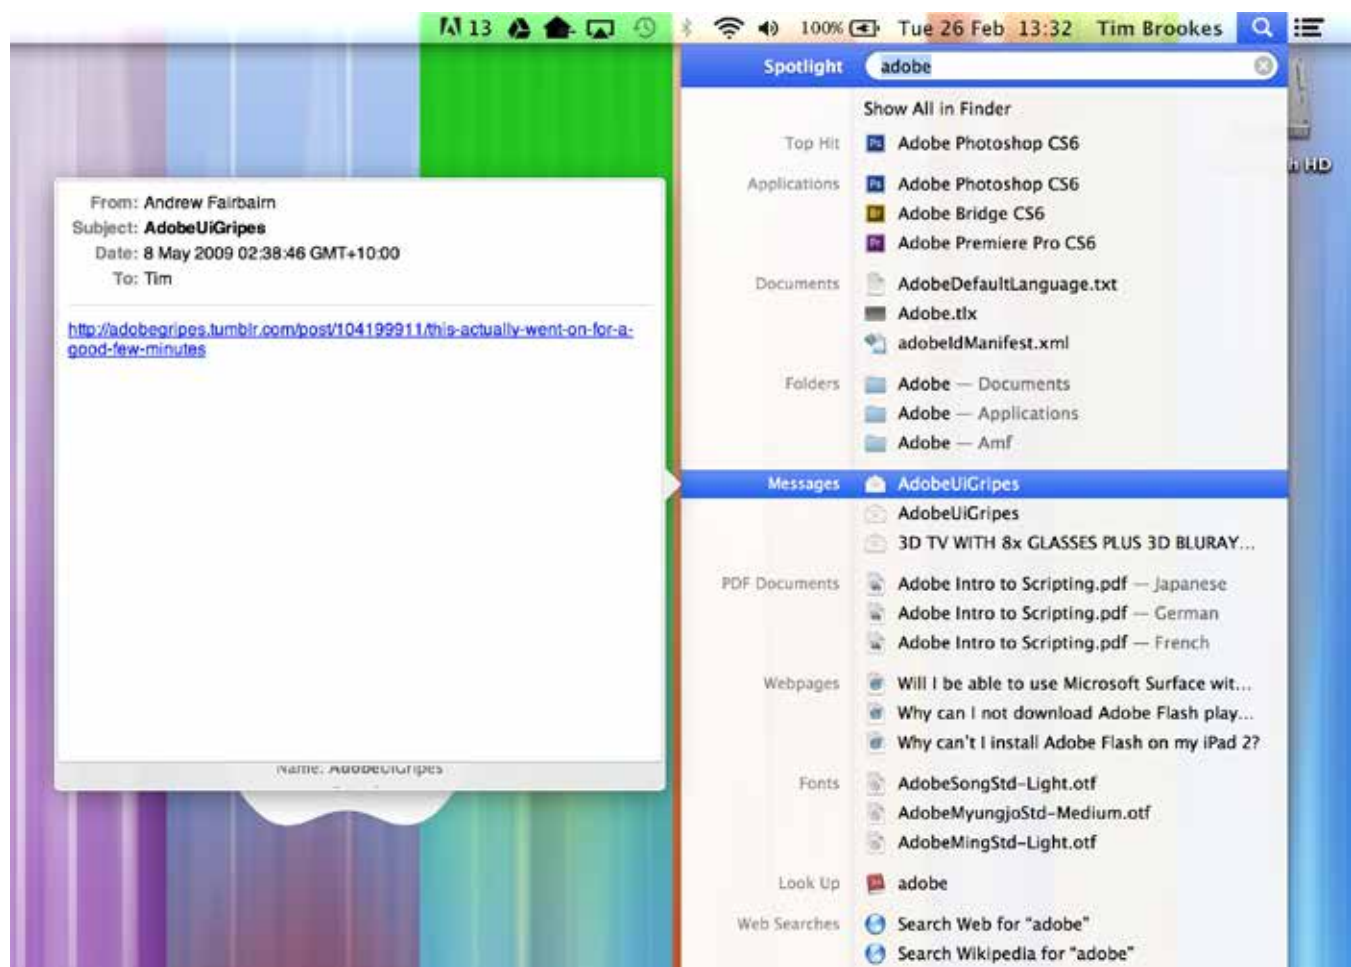 13 100% Tue 26 Feb 13:32 Tim Brookes
Spotlight adobe
Show All in Finder
Top Hit Adobe Photoshop CS6
Applications Adobe Photoshop CS6
Adobe Bridge CS6
Adobe Premiere Pro CS6
Documents AdobeDefaultLanguage.txt
Adobe.tlx
adobeIdManifest.xml
Folders Adobe — Documents
Adobe — Applications
Adobe — Amf
Messages AdobeUiGripes
AdobeUiGripes
3D TV WITH 8x GLASSES PLUS 3D BLURAY...
PDF Documents Adobe Intro to Scripting.pdf — Japanese
Adobe Intro to Scripting.pdf — German
Adobe Intro to Scripting.pdf — French
Webpages Will I be able to use Microsoft Surface wit...
Why can I not download Adobe Flash play...
Why can't I install Adobe Flash on my iPad 2?
Fonts AdobeSongStd-Light.otf
AdobeMyungjoStd-Medium.otf
AdobeMingStd-Light.otf
Look Up adobe
Web Searches Search Web for "adobe"
Search Wikipedia for "adobe"
From: Andrew Fairbairn
Subject: AdobeUiGripes
Date: 8 May 2009 02:38:46 GMT+10:00
To: Tim
http://adobegripes.tumblr.com/post/104199911/this-actually-went-on-for-a-
good-few-minutes
Name: AdobeUiGripes
HD